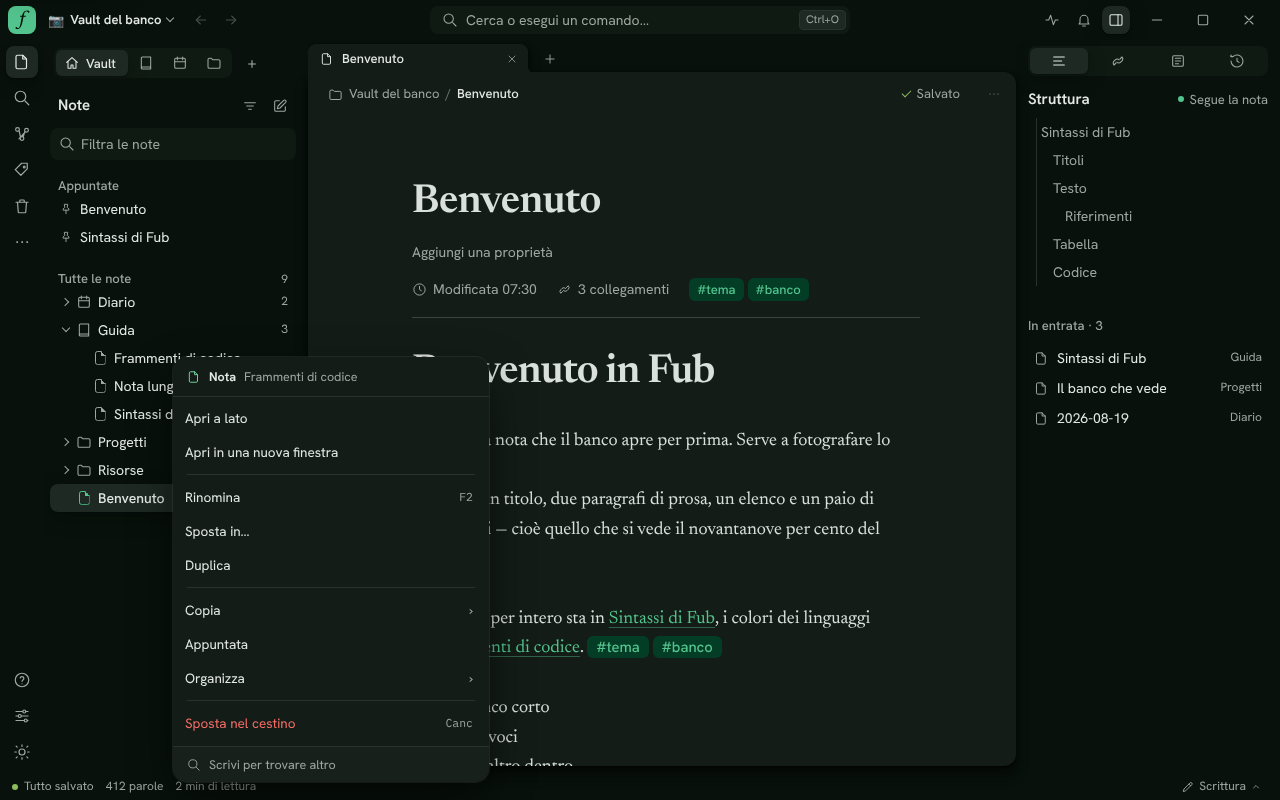 Vault del banco
Cerca o esegui un comando...
Ctrl+O
Vault
Benvenuto
Note
Filtra le note
Appuntate
Benvenuto
Sintassi di Fub
Tutte le note 9
Diario 2
Guida 3
Frammenti di codice
Nota lung
Sintassi d
Progetti
Risorse
Benvenuto
Nota Frammenti di codice
Apri a lato
Apri in una nuova finestra
Rinomina F2
Sposta in...
Duplica
Copia ›
Appuntata
Organizza ›
Sposta nel cestino Canc
Scrivi per trovare altro
Vault del banco / Benvenuto
Salvato
Benvenuto
Aggiungi una proprietà
Modificata 07:30 3 collegamenti #tema #banco
Benvenuto in Fub
nota che il banco apre per prima. Serve a fotografare lo
n titolo, due paragrafi di prosa, un elenco e un paio di
i — cioè quello che si vede il novantanove per cento del
per intero sta in Sintassi di Fub, i colori dei linguaggi
enti di codice. #tema #banco
nco corto
voci
altro dentro
Struttura
Segue la nota
Sintassi di Fub
Titoli
Testo
Riferimenti
Tabella
Codice
In entrata · 3
Sintassi di Fub Guida
Il banco che vede Progetti
2026-08-19 Diario
Tutto salvato 412 parole 2 min di lettura
Scrittura